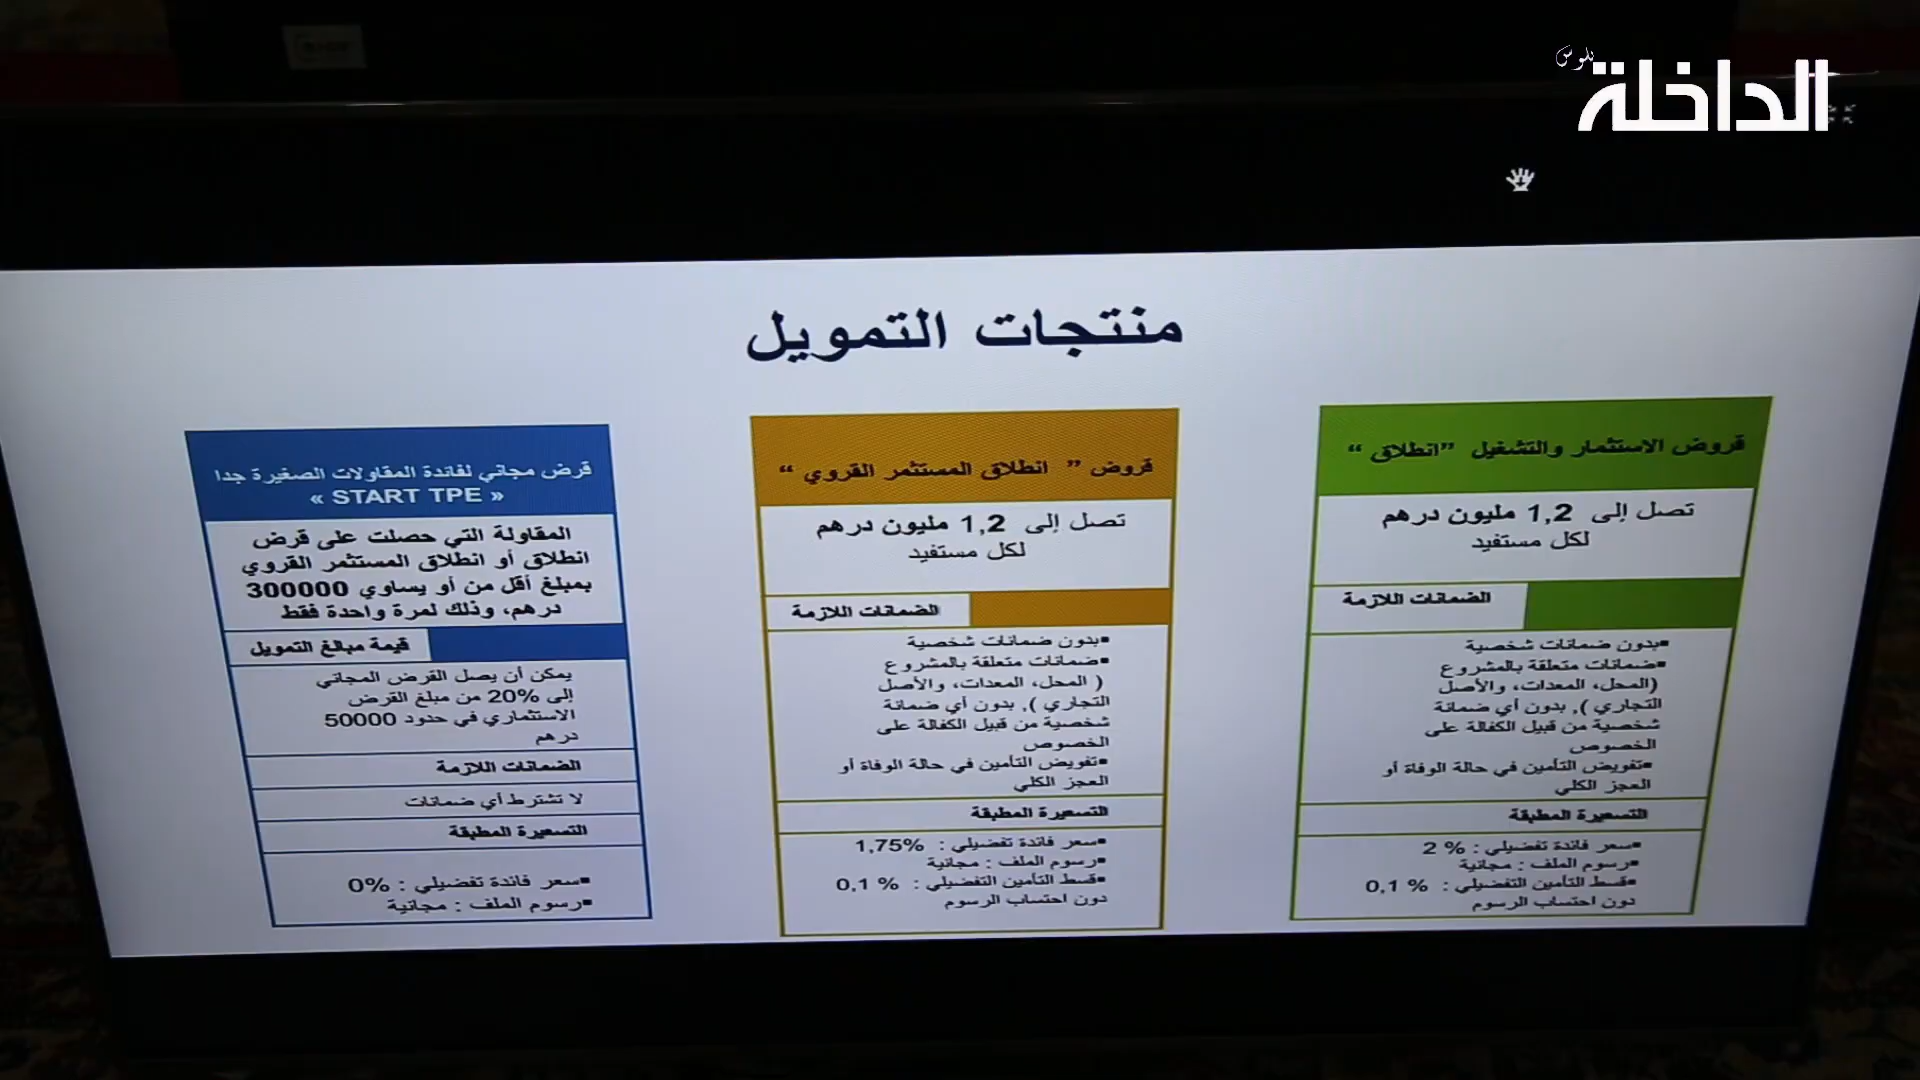 بلوس
الداخلة
منتجات التمويل
قروض الاستثمار والتشغيل ”انطلاق “
تصل إلى 1,2 مليون درهم
لكل مستفيد
الضمانات اللازمة
▪بدون ضمانات شخصية
▪ضمانات متعلقة بالمشروع
(المحل، المعدات، والأصل
التجاري )، بدون أي ضمانة
شخصية من قبيل الكفالة على
الخصوص
▪تفويض التأمين في حالة الوفاة أو
العجز الكلي
التسعيرة المطبقة
▪سعر فائدة تفضيلي : % 2
▪رسوم الملف : مجانية
▪قسط التأمين التفضيلي : % 0,1
دون احتساب الرسوم
قروض ” انطلاق المستثمر القروي “
تصل إلى 1,2 مليون درهم
لكل مستفيد
الضمانات اللازمة
▪بدون ضمانات شخصية
▪ضمانات متعلقة بالمشروع
( المحل، المعدات، والأصل
التجاري )، بدون أي ضمانة
شخصية من قبيل الكفالة على
الخصوص
▪تفويض التأمين في حالة الوفاة أو
العجز الكلي
التسعيرة المطبقة
▪سعر فائدة تفضيلي : %1,75
▪رسوم الملف : مجانية
▪قسط التأمين التفضيلي : % 0,1
دون احتساب الرسوم
قرض مجاني لفائدة المقاولات الصغيرة جدا
« START TPE »
المقاولة التي حصلت على قرض
انطلاق أو انطلاق المستثمر القروي
بمبلغ أقل من أو يساوي 300000
درهم، وذلك لمرة واحدة فقط
قيمة مبالغ التمويل
يمكن أن يصل القرض المجاني
إلى %20 من مبلغ القرض
الاستثماري في حدود 50000
درهم
الضمانات اللازمة
لا تشترط أي ضمانات
التسعيرة المطبقة
▪سعر فائدة تفضيلي : %0
▪رسوم الملف : مجانية